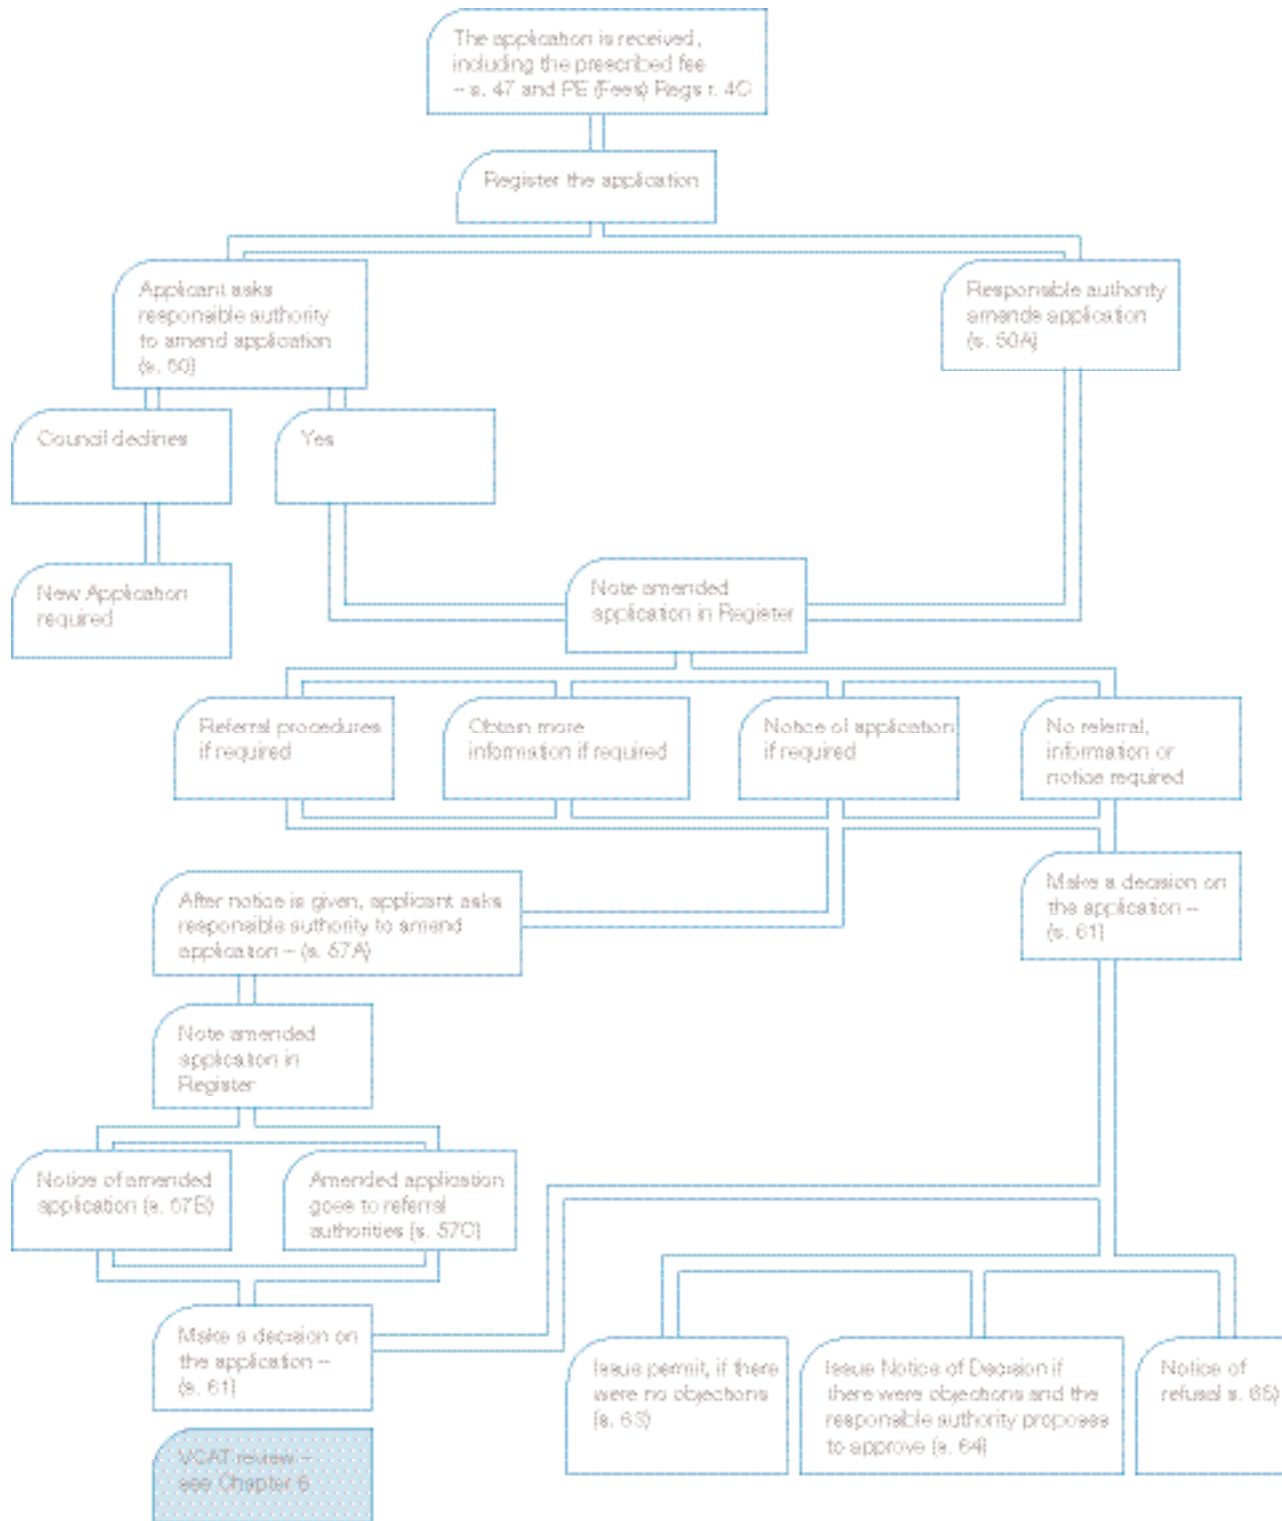 The application is received,
including the prescribed fee
– s. 47 and PE (Fees) Regs r. 4C
Register the application
Applicant asks
responsible authority
to amend application
(s. 50)
Responsible authority
amends application
(s. 50A)
Council declines
Yes
New Application
required
Note amended
application in Register
Referral procedures
if required
Obtain more
information if required
Notice of application
if required
No referral,
information or
notice required
After notice is given, applicant asks
responsible authority to amend
application – (s. 57A)
Make a decision on
the application –
(s. 61)
Note amended
application in
Register
Notice of amended
application (s. 57B)
Amended application
goes to referral
authorities (s. 57C)
Make a decision on
the application –
(s. 61)
Issue permit, if there
were no objections
(s. 63)
Issue Notice of Decision if
there were objections and the
responsible authority proposes
to approve (s. 64)
Notice of
refusal s. 65)
VCAT review –
see Chapter 5